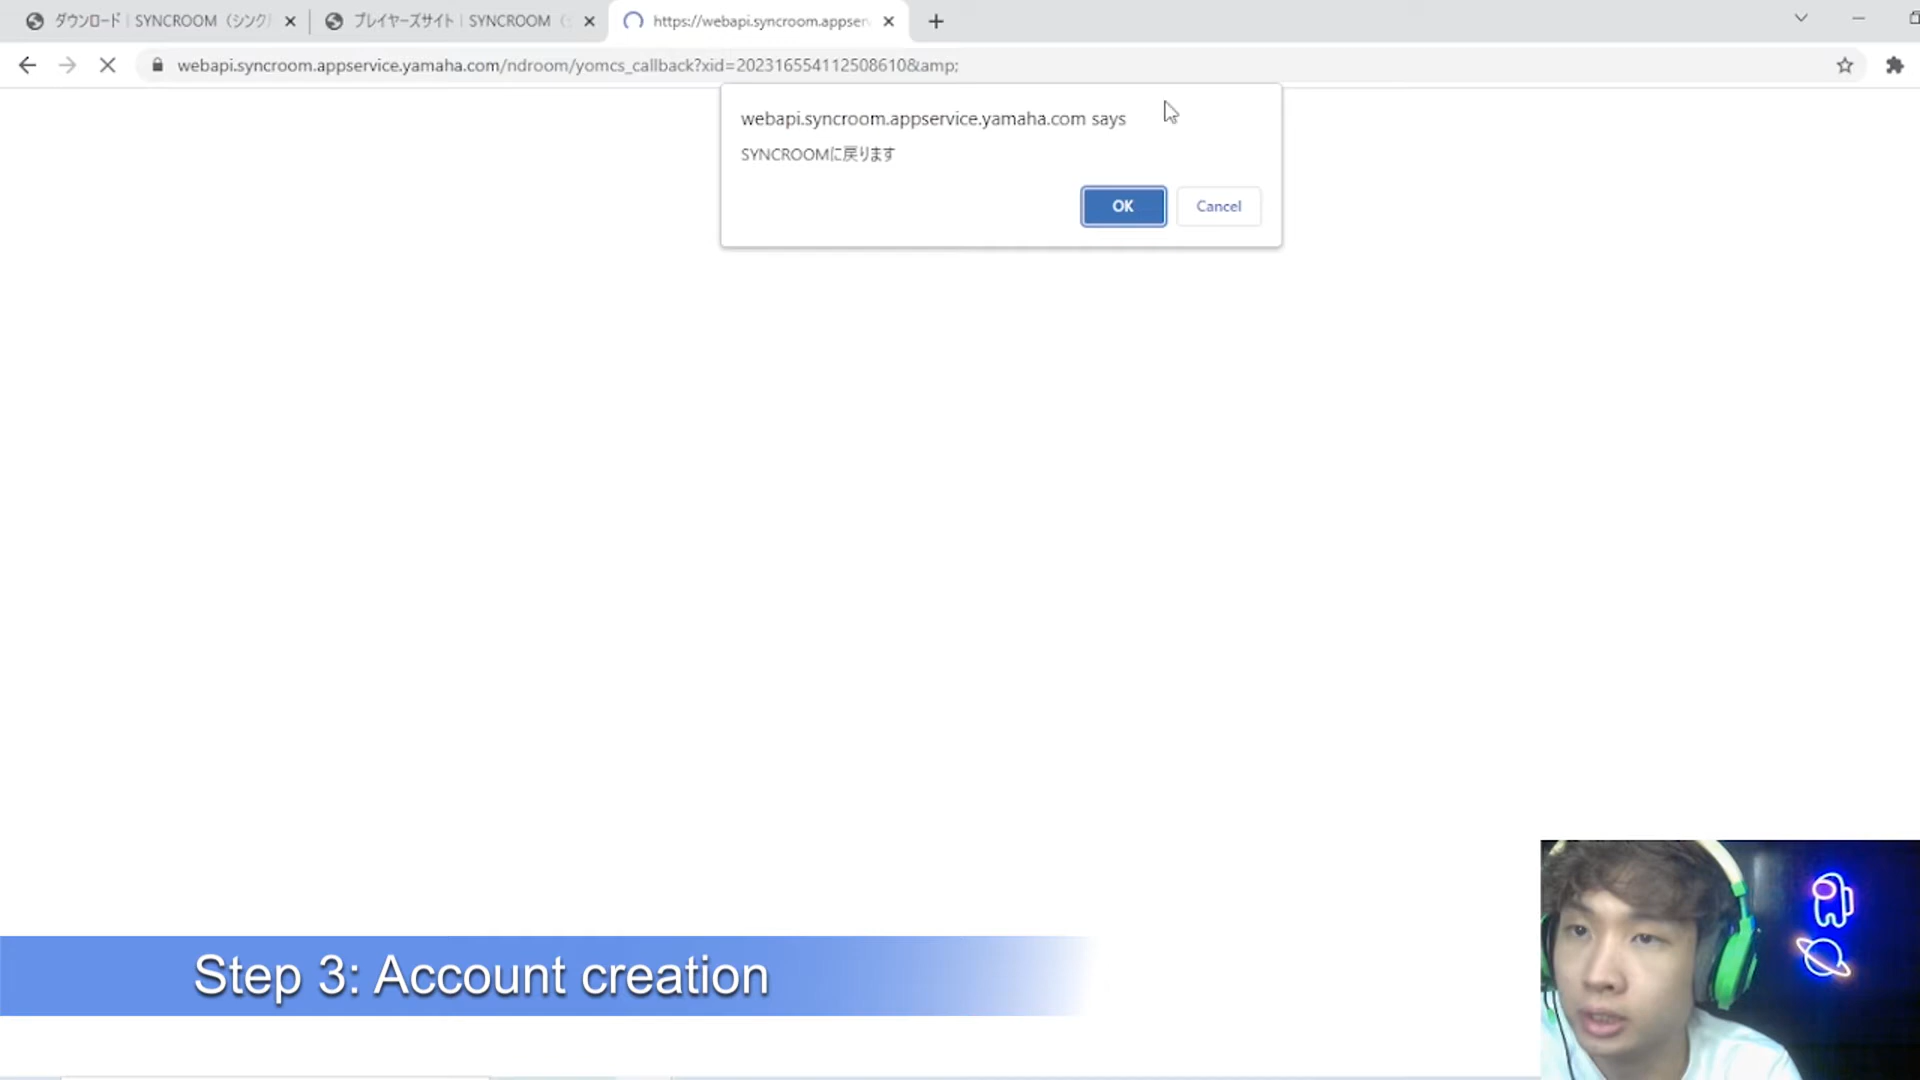 ダウンロード｜SYNCROOM（シンク
プレイヤーズサイト｜SYNCROOM（
https://webapi.syncroom.appser
webapi.syncroom.appservice.yamaha.com/ndroom/yomcs_callback?xid=202316554112508610&amp;
webapi.syncroom.appservice.yamaha.com says
SYNCROOMに戻ります
OK
Cancel
Step 3: Account creation